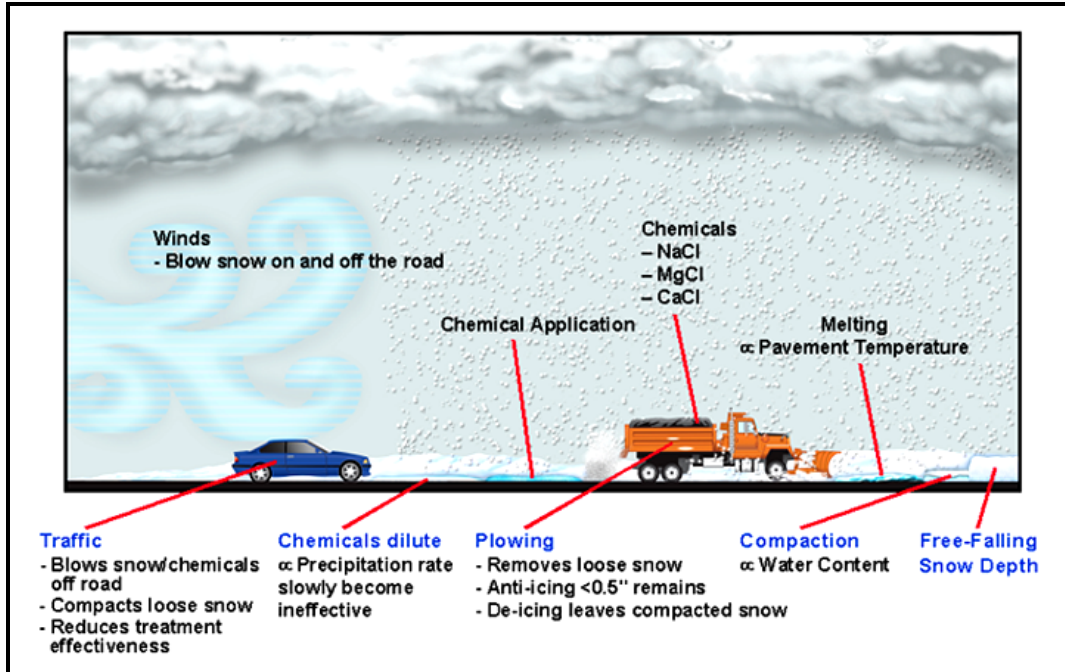 Winds
- Blow snow on and off the road
Chemicals
– NaCl
– MgCl
– CaCl
Chemical Application
Melting
∝ Pavement Temperature
Traffic
- Blows snow/chemicals
off road
- Compacts loose snow
- Reduces treatment
effectiveness
Chemicals dilute
∝ Precipitation rate
slowly become
ineffective
Plowing
- Removes loose snow
- Anti-icing <0.5" remains
- De-icing leaves compacted snow
Compaction
∝ Water Content
Free-Falling
Snow Depth